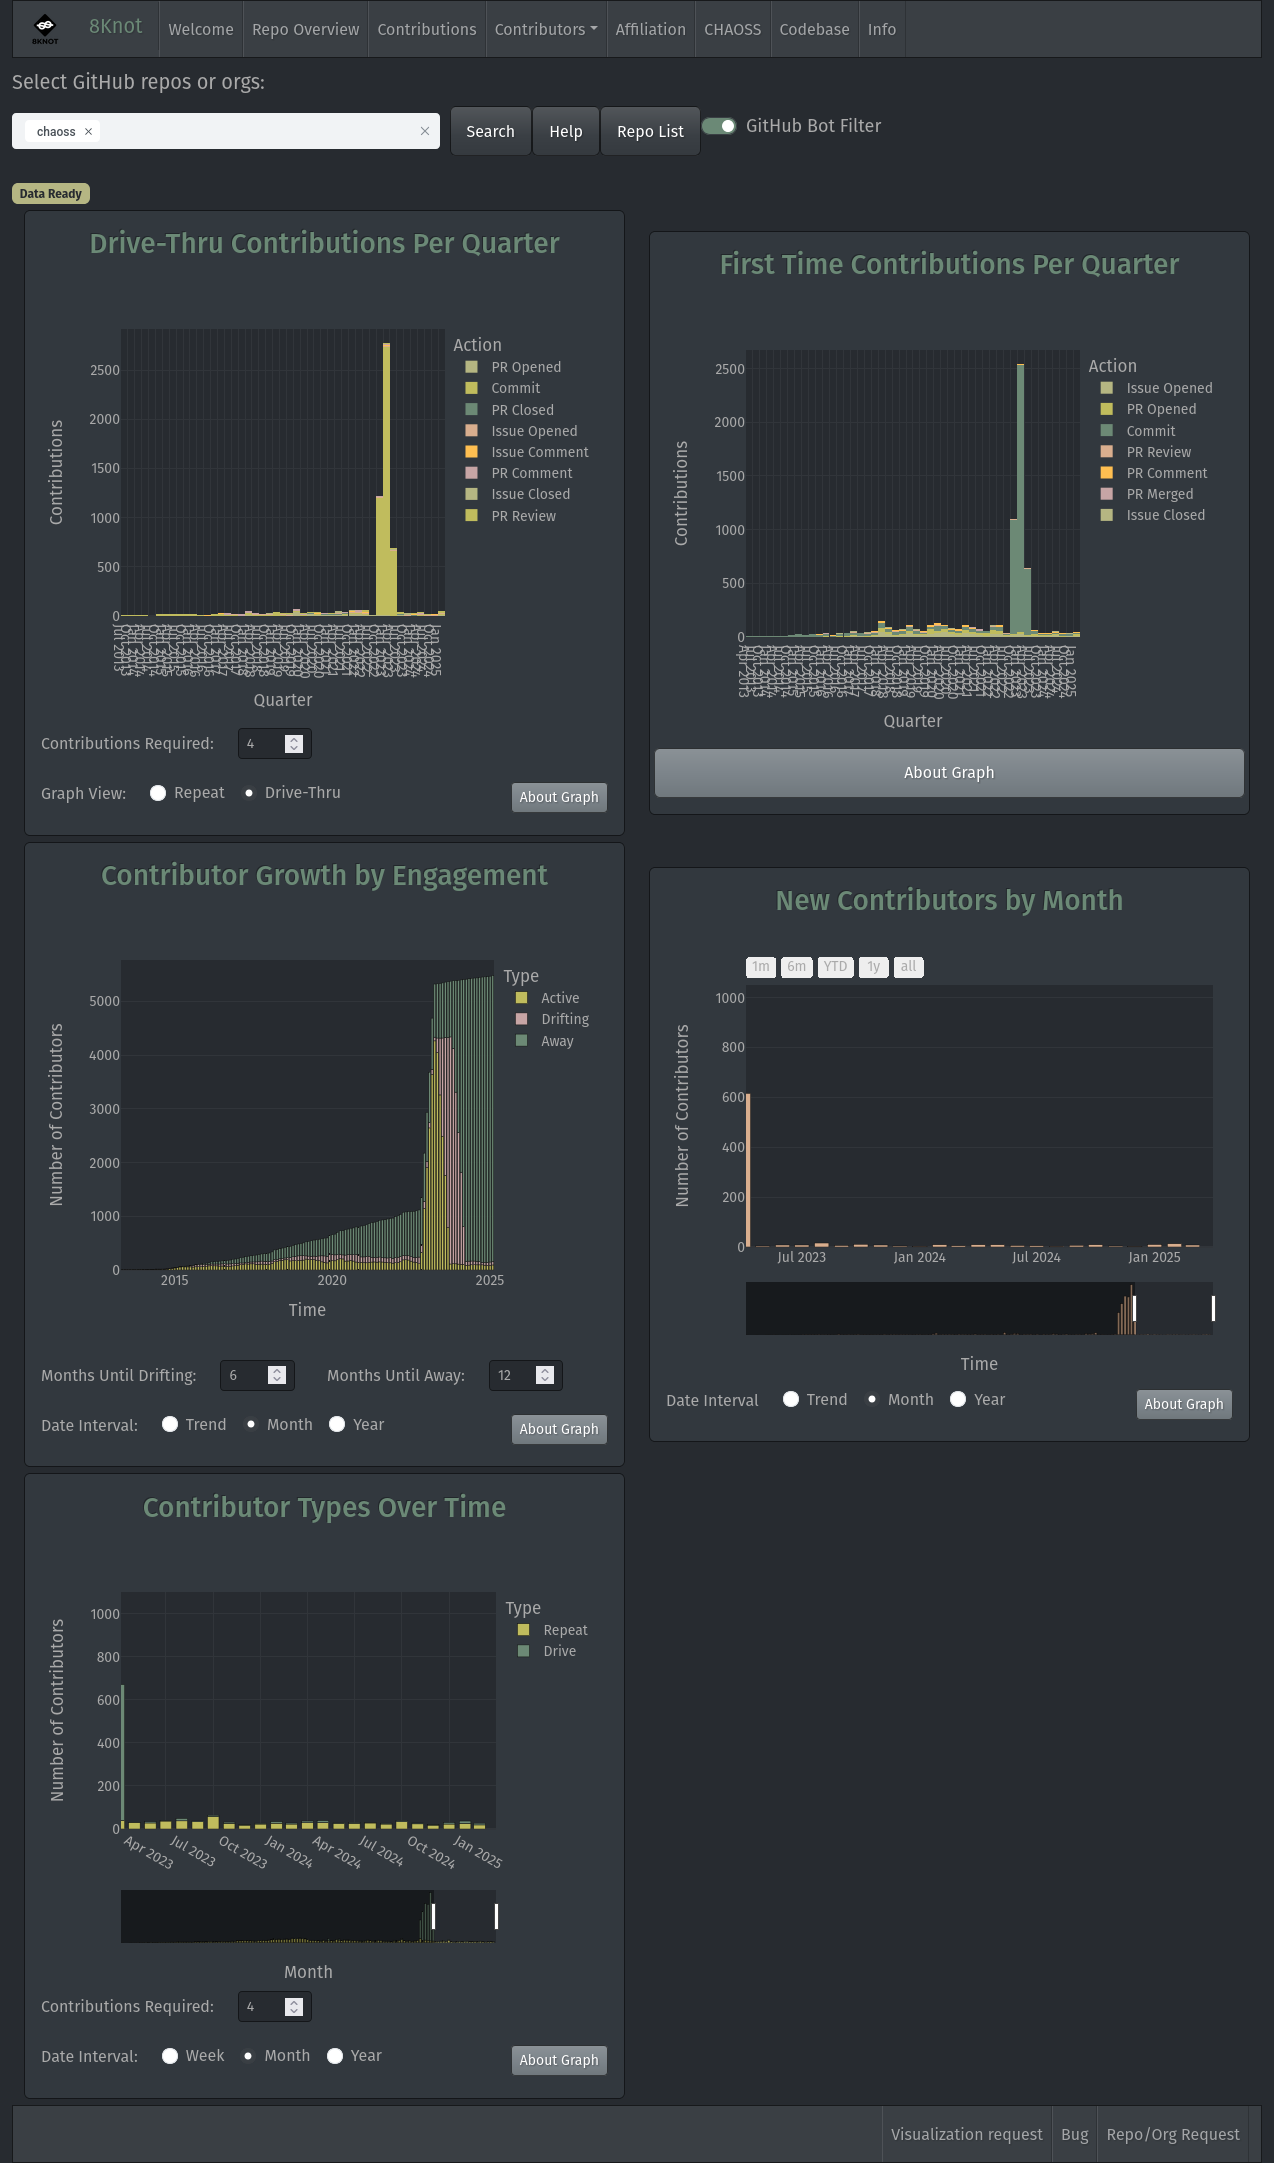 8KNOT
8Knot
Welcome
Repo Overview
Contributions
Contributors
Affiliation
CHAOSS
Codebase
Info
Select GitHub repos or orgs:
chaoss ×
×
Search
Help
Repo List
GitHub Bot Filter
Data Ready
Drive-Thru Contributions Per Quarter
Contributions
2500
2000
1500
1000
500
0
Jul 2013
Jan 2025
Quarter
Action
PR Opened
Commit
PR Closed
Issue Opened
Issue Comment
PR Comment
Issue Closed
PR Review
Contributions Required: 4
Graph View: Repeat Drive-Thru
About Graph
First Time Contributions Per Quarter
Contributions
2500
2000
1500
1000
500
0
Apr 2013
Jan 2025
Quarter
Action
Issue Opened
PR Opened
Commit
PR Review
PR Comment
PR Merged
Issue Closed
About Graph
Contributor Growth by Engagement
Number of Contributors
5000
4000
3000
2000
1000
0
2015 2020 2025
Time
Type
Active
Drifting
Away
Months Until Drifting: 6 Months Until Away: 12
Date Interval: Trend Month Year
About Graph
New Contributors by Month
1m 6m YTD 1y all
Number of Contributors
1000
800
600
400
200
0
Jul 2023 Jan 2024 Jul 2024 Jan 2025
Time
Date Interval Trend Month Year
About Graph
Contributor Types Over Time
Number of Contributors
1000
800
600
400
200
0
Apr 2023 Jul 2023 Oct 2023 Jan 2024 Apr 2024 Jul 2024 Oct 2024 Jan 2025
Month
Type
Repeat
Drive
Contributions Required: 4
Date Interval: Week Month Year
About Graph
Visualization request
Bug
Repo/Org Request